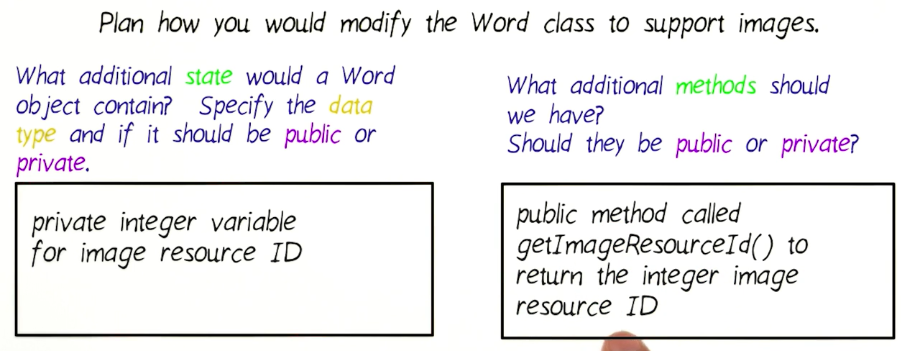 Plan how you would modify the Word class to support images.
What additional state would a Word
object contain? Specify the data
type and if it should be public or
private.
private integer variable
for image resource ID
What additional methods should
we have?
Should they be public or private?
public method called
getImageResourceId() to
return the integer image
resource ID